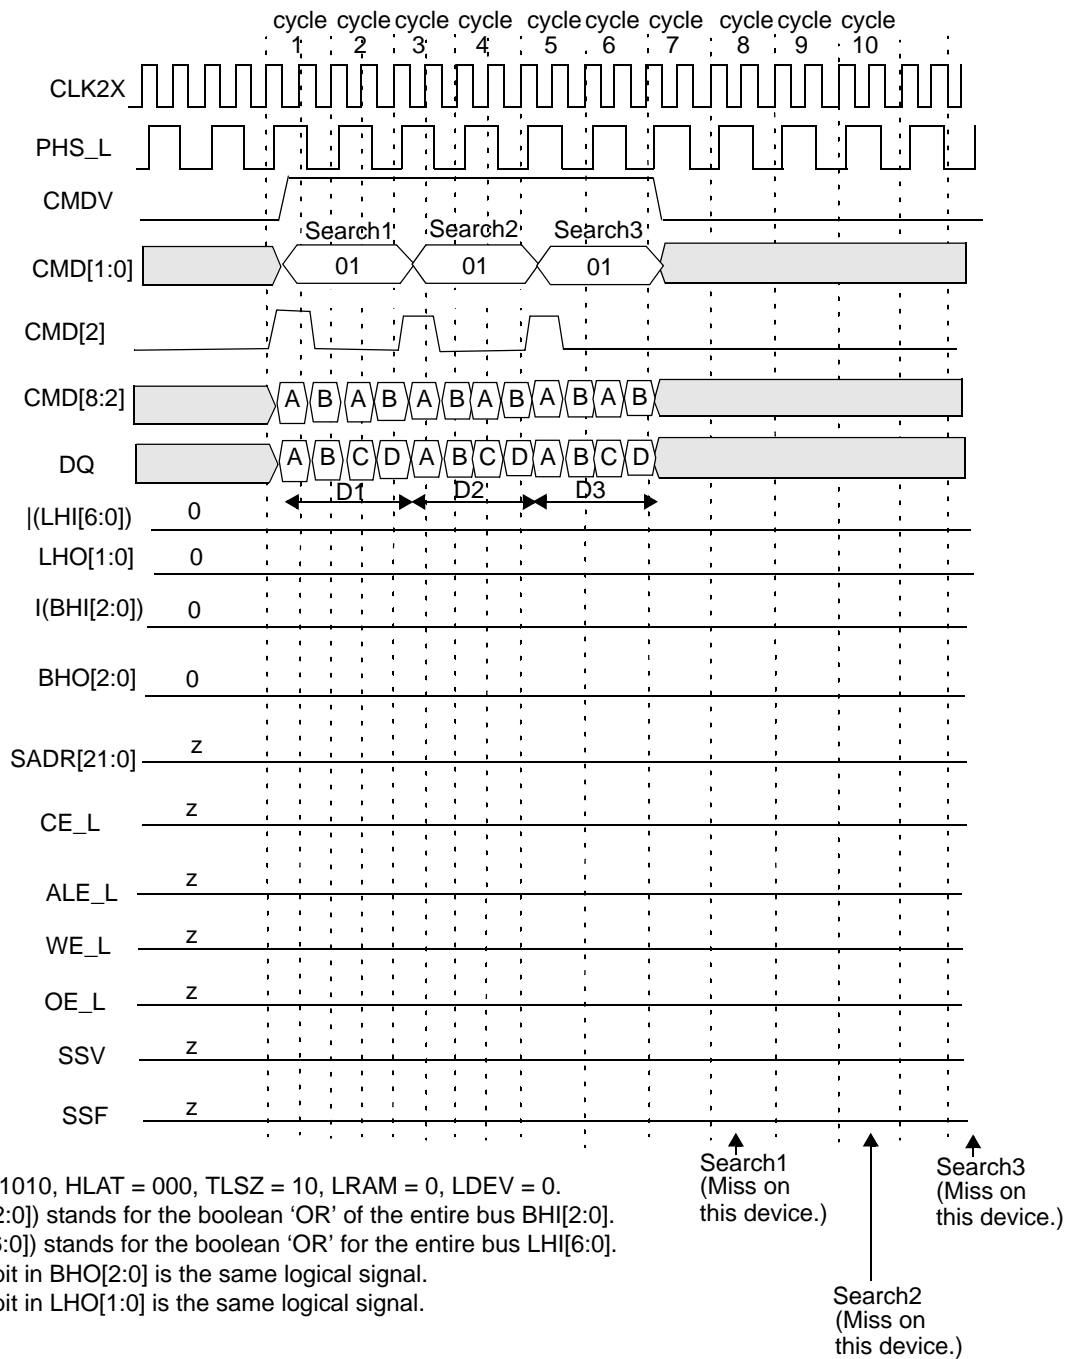 cycle cycle cycle cycle cycle cycle cycle cycle cycle cycle
1 2 3 4 5 6 7 8 9 10
CLK2X
PHS_L
CMDV
Search1 Search2 Search3
CMD[1:0] 01 01 01
CMD[2]
CMD[8:2] A B A B A B A B A B A B
DQ A B C D A B C D A B C D
D1 D2 D3
|(LHI[6:0]) 0
LHO[1:0] 0
I(BHI[2:0]) 0
BHO[2:0] 0
SADR[21:0] z
CE_L z
ALE_L z
WE_L z
OE_L z
SSV z
SSF z
Search1
(Miss on
this device.)
Search3
(Miss on
this device.)
1010, HLAT = 000, TLSZ = 10, LRAM = 0, LDEV = 0.
2:0]) stands for the boolean ‘OR’ of the entire bus BHI[2:0].
6:0]) stands for the boolean ‘OR’ for the entire bus LHI[6:0].
bit in BHO[2:0] is the same logical signal.
bit in LHO[1:0] is the same logical signal.
Search2
(Miss on
this device.)